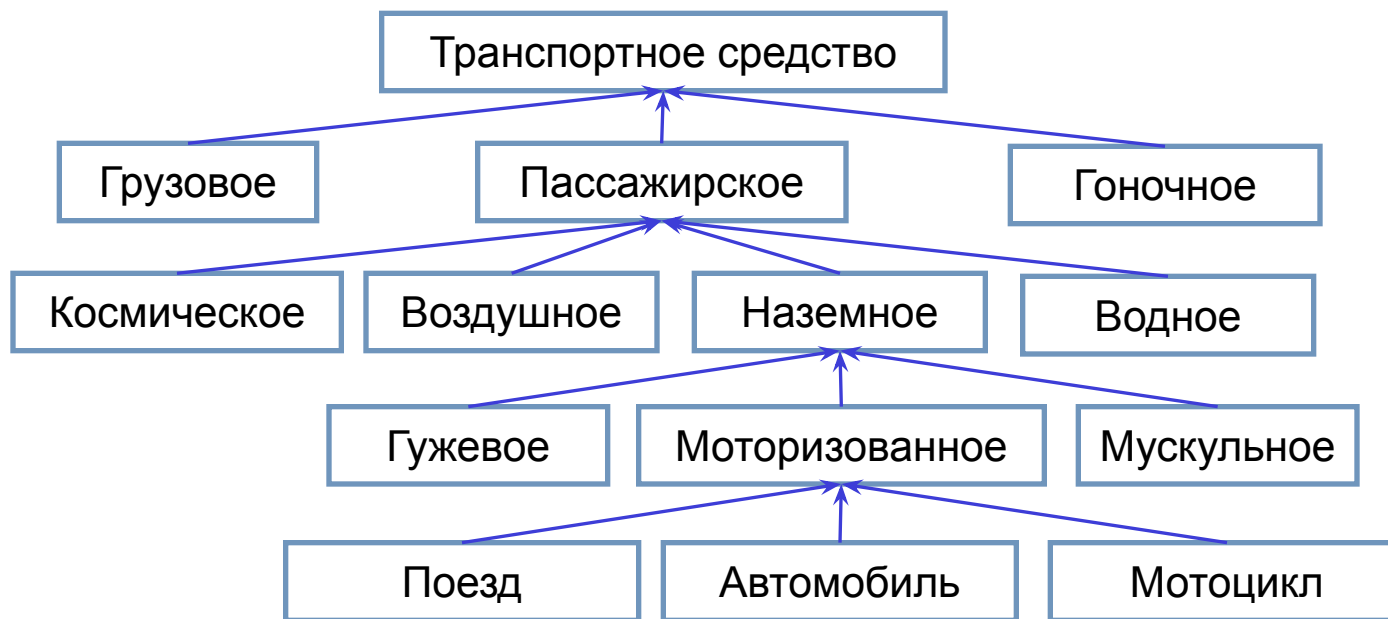 Транспортное средство
Грузовое
Пассажирское
Гоночное
Космическое
Воздушное
Наземное
Водное
Гужевое
Моторизованное
Мускульное
Поезд
Автомобиль
Мотоцикл